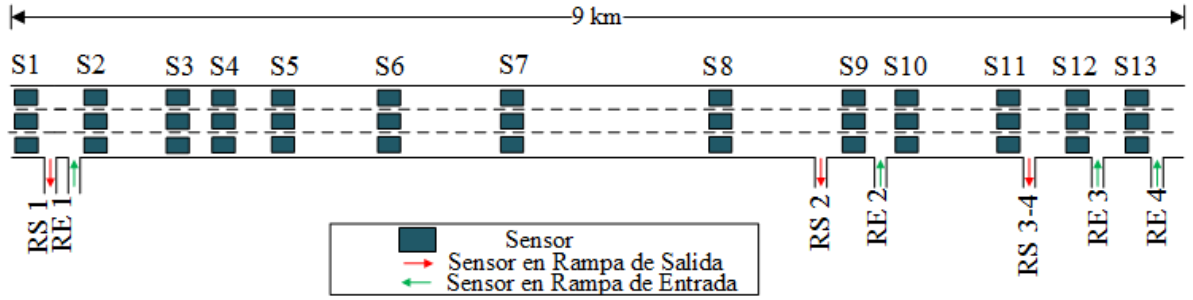 9 km
S1 S2 S3 S4 S5 S6 S7 S8 S9 S10 S11 S12 S13
RS 1
RE 1
RS 2
RE 2
RS 3-4
RE 3
RE 4
Sensor
Sensor en Rampa de Salida
Sensor en Rampa de Entrada